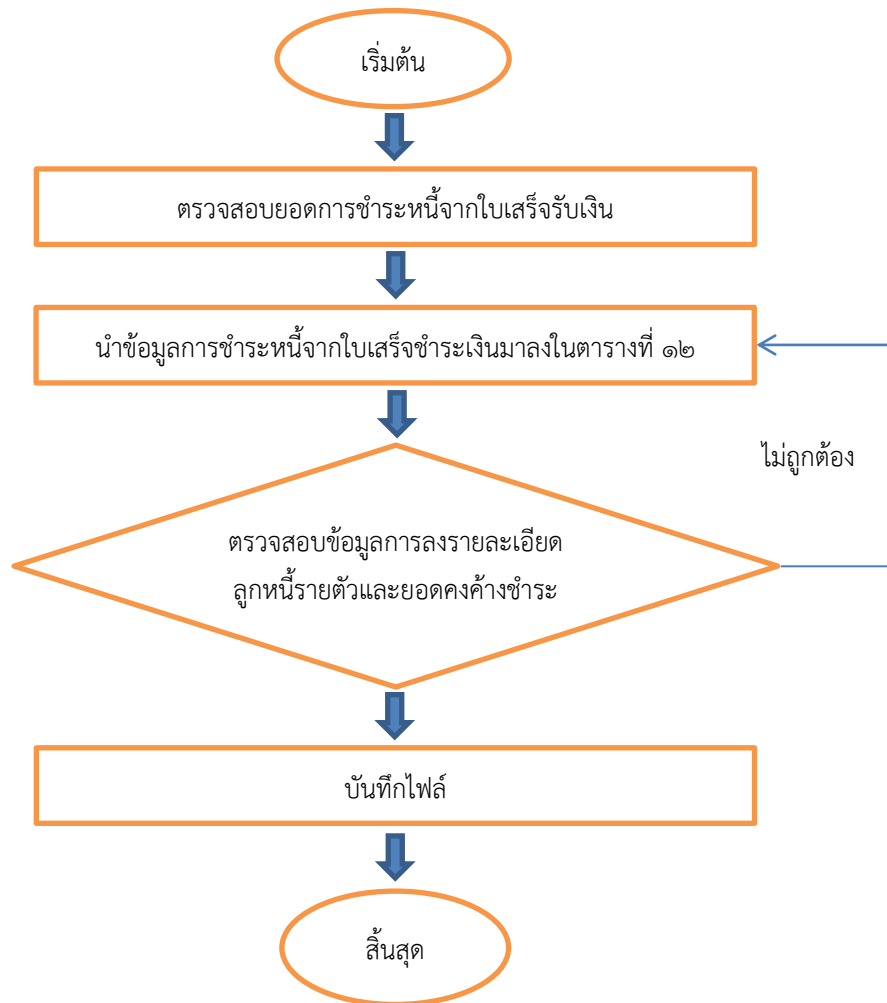 เริ่มต้น
ตรวจสอบยอดการชำระหนี้จากใบเสร็จรับเงิน
นำข้อมูลการชำระหนี้จากใบเสร็จชำระเงินมาลงในตารางที่ ๑๒
ไม่ถูกต้อง
ตรวจสอบข้อมูลการลงรายละเอียด
ลูกหนี้รายตัวและยอดคงค้างชำระ
บันทึกไฟล์
สิ้นสุด